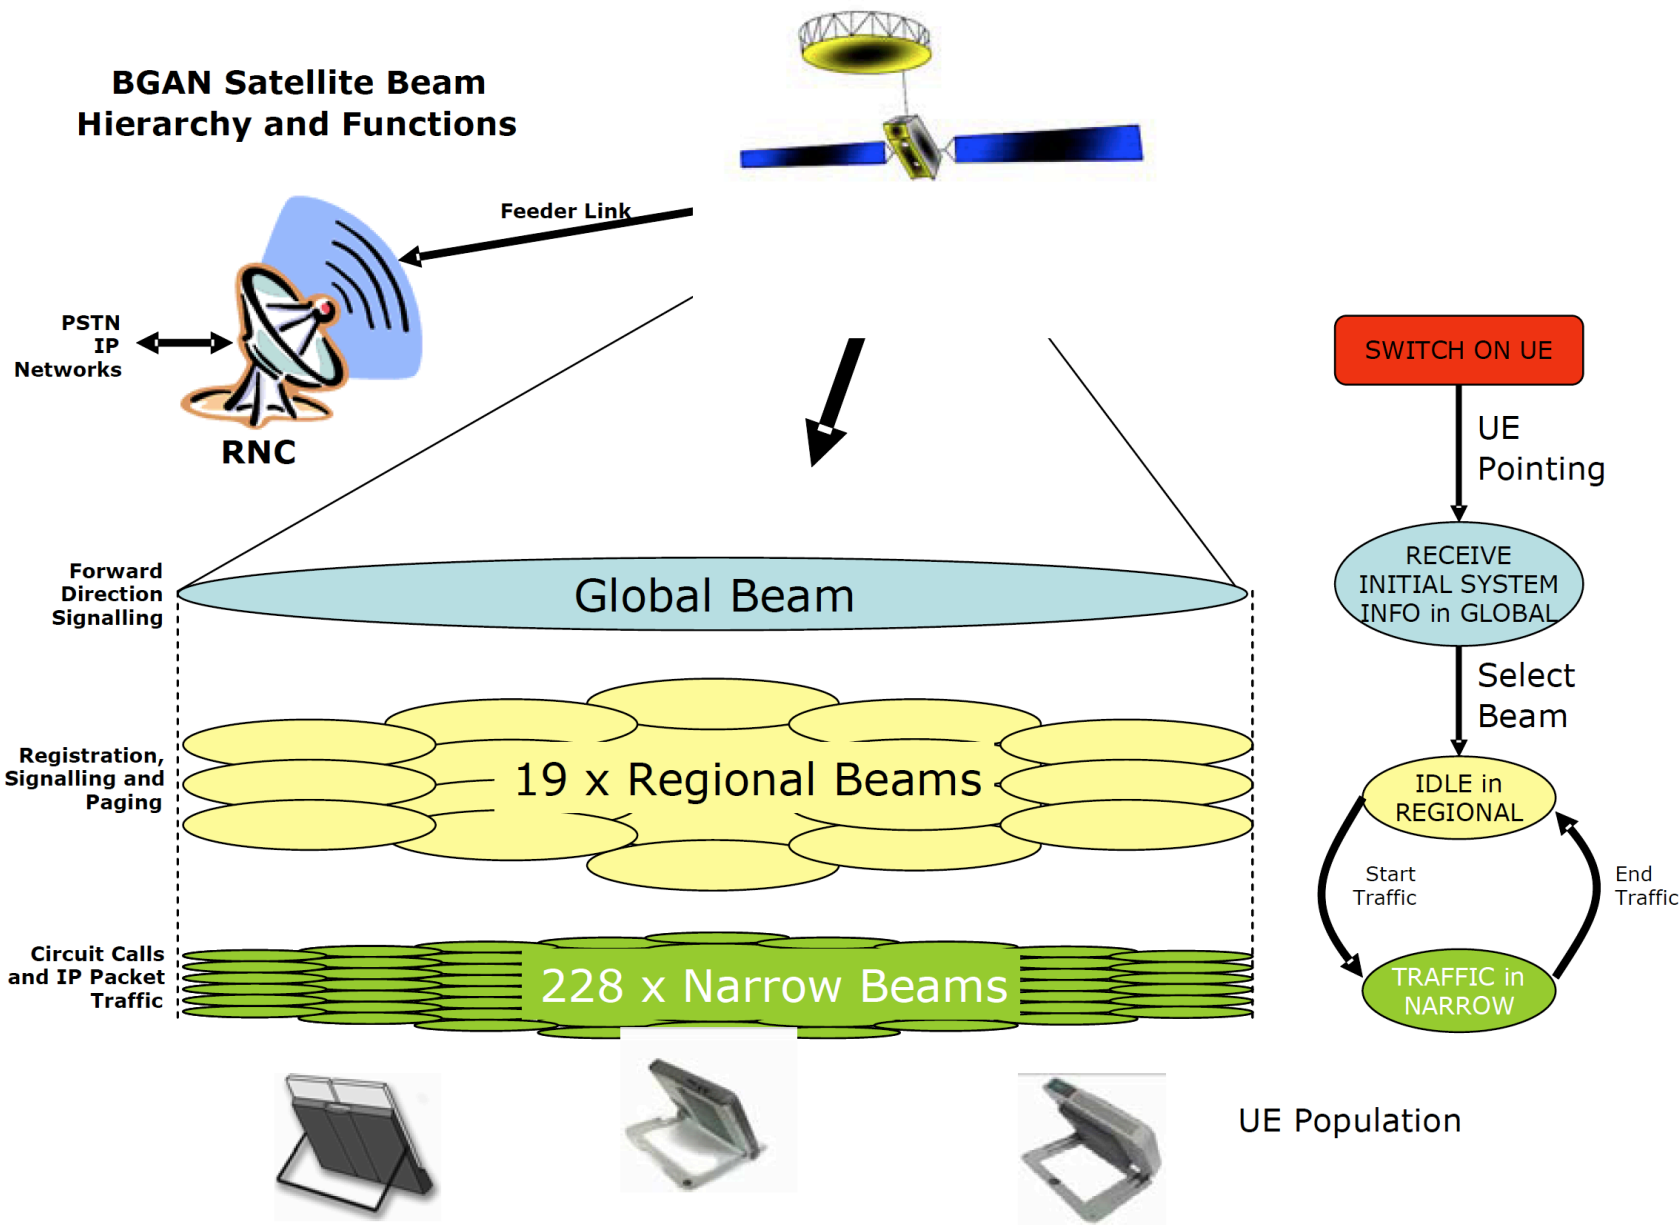 BGAN Satellite Beam
Hierarchy and Functions
Feeder Link
PSTN
IP
Networks
RNC
Forward
Direction
Signalling
Global Beam
Registration,
Signalling and
Paging
19 x Regional Beams
Circuit Calls
and IP Packet
Traffic
228 x Narrow Beams
UE Population
SWITCH ON UE
UE
Pointing
RECEIVE
INITIAL SYSTEM
INFO in GLOBAL
Select
Beam
IDLE in
REGIONAL
Start
Traffic
End
Traffic
TRAFFIC in
NARROW